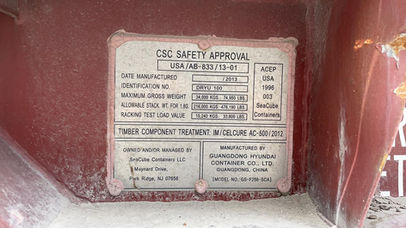 CSC SAFETY APPROVAL
USA/AB-833/13-01
DATE MANUFACTURED /2013
IDENTIFICATION NO. DRYU 100
MAXIMUM GROSS WEIGHT 34,000 KGS. 74,950 LBS
ALLOWABLE STACK. WT. FOR 1.8G 216,000 KGS 476,190 LBS
RACKING TEST LOAD VALUE 15,240 KGS. 33,600 LBS
ACEP
USA
1996
003
SeaCube
Containers
TIMBER COMPONENT TREATMENT: IM/CELCURE AC-500/2012
OWNED AND/OR MANAGED BY
SeaCube Containers LLC
1 Maynard Drive,
Park Ridge, NJ 07656
MANUFACTURED BY
GUANGDONG HYUNDAI
CONTAINER CO., LTD.
GUANGDONG, CHINA